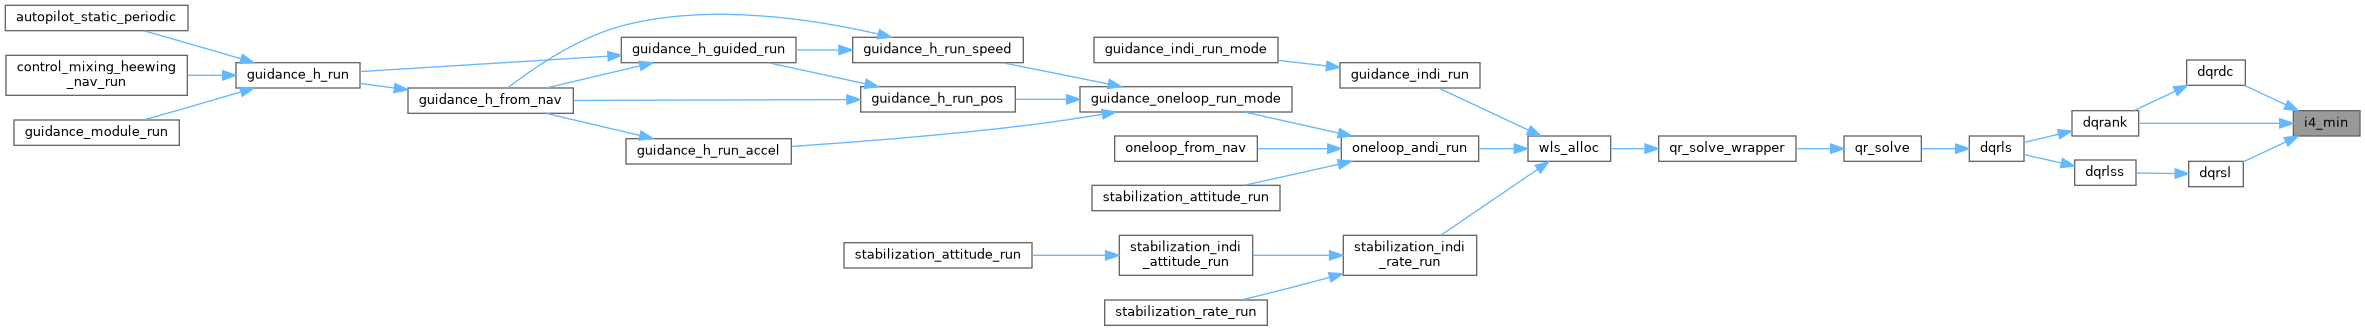 autopilot_static_periodic
control_mixing_heewing
_nav_run
guidance_module_run
guidance_h_run
guidance_h_from_nav
guidance_h_guided_run
guidance_h_run_accel
guidance_h_run_speed
guidance_h_run_pos
stabilization_attitude_run
guidance_indi_run_mode
guidance_oneloop_run_mode
oneloop_from_nav
stabilization_attitude_run
stabilization_indi
_attitude_run
stabilization_rate_run
guidance_indi_run
oneloop_andi_run
stabilization_indi
_rate_run
wls_alloc
qr_solve_wrapper
qr_solve
dqrls
dqrank
dqrlss
dqrdc
dqrsl
i4_min